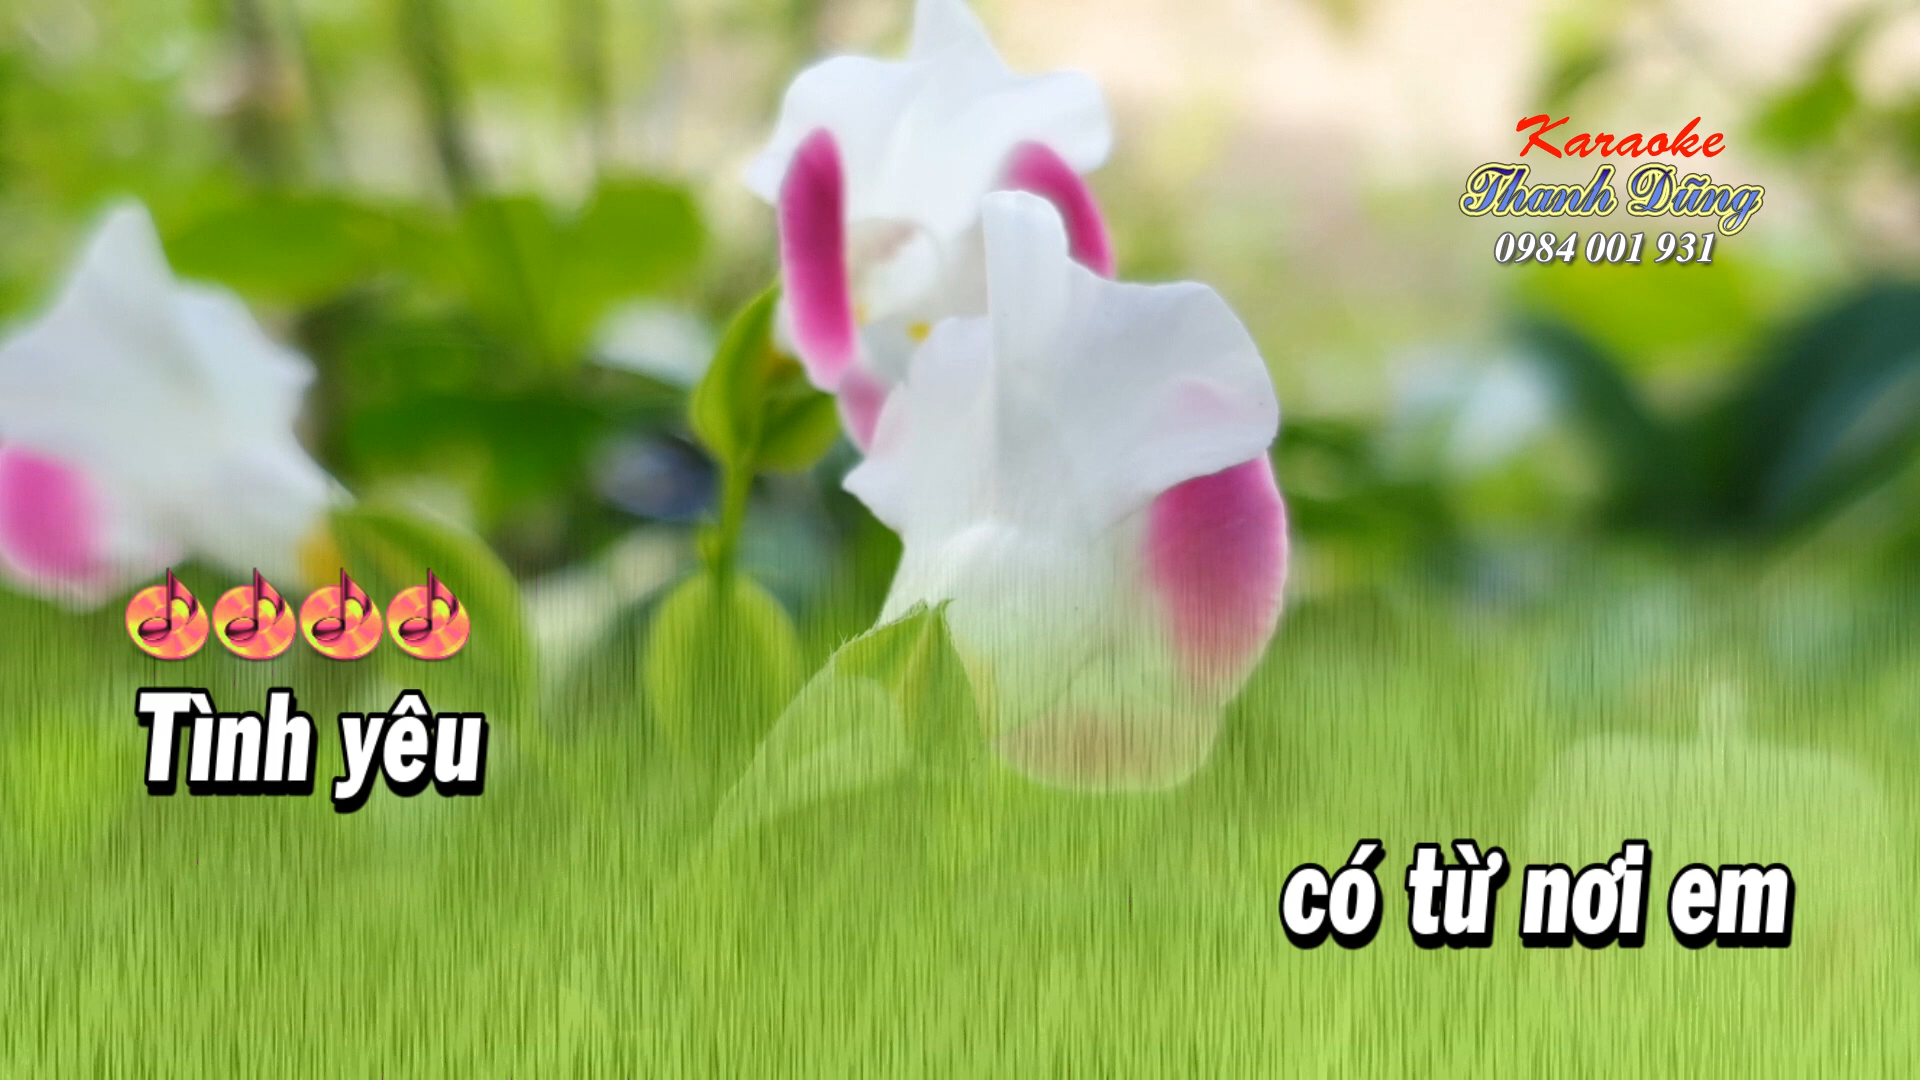 Karaoke
Thanh Dũng
0984 001 931
Tình yêu
có từ nơi em